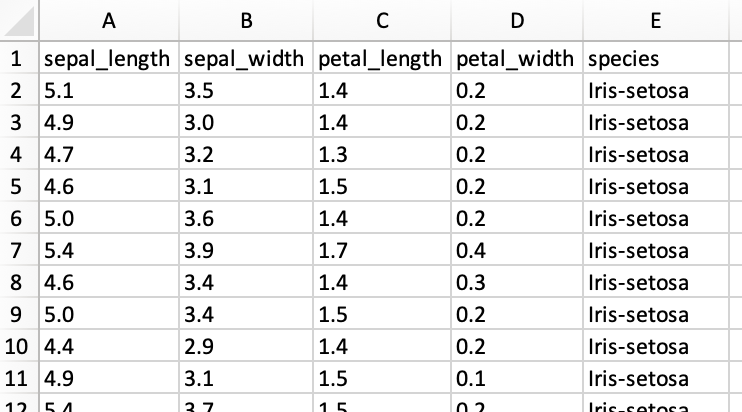 A B C D E
1 sepal_length sepal_width petal_length petal_width species
2 5.1 3.5 1.4 0.2 Iris-setosa
3 4.9 3.0 1.4 0.2 Iris-setosa
4 4.7 3.2 1.3 0.2 Iris-setosa
5 4.6 3.1 1.5 0.2 Iris-setosa
6 5.0 3.6 1.4 0.2 Iris-setosa
7 5.4 3.9 1.7 0.4 Iris-setosa
8 4.6 3.4 1.4 0.3 Iris-setosa
9 5.0 3.4 1.5 0.2 Iris-setosa
10 4.4 2.9 1.4 0.2 Iris-setosa
11 4.9 3.1 1.5 0.1 Iris-setosa
12 5.4 3.7 1.5 0.2 Iris-setosa